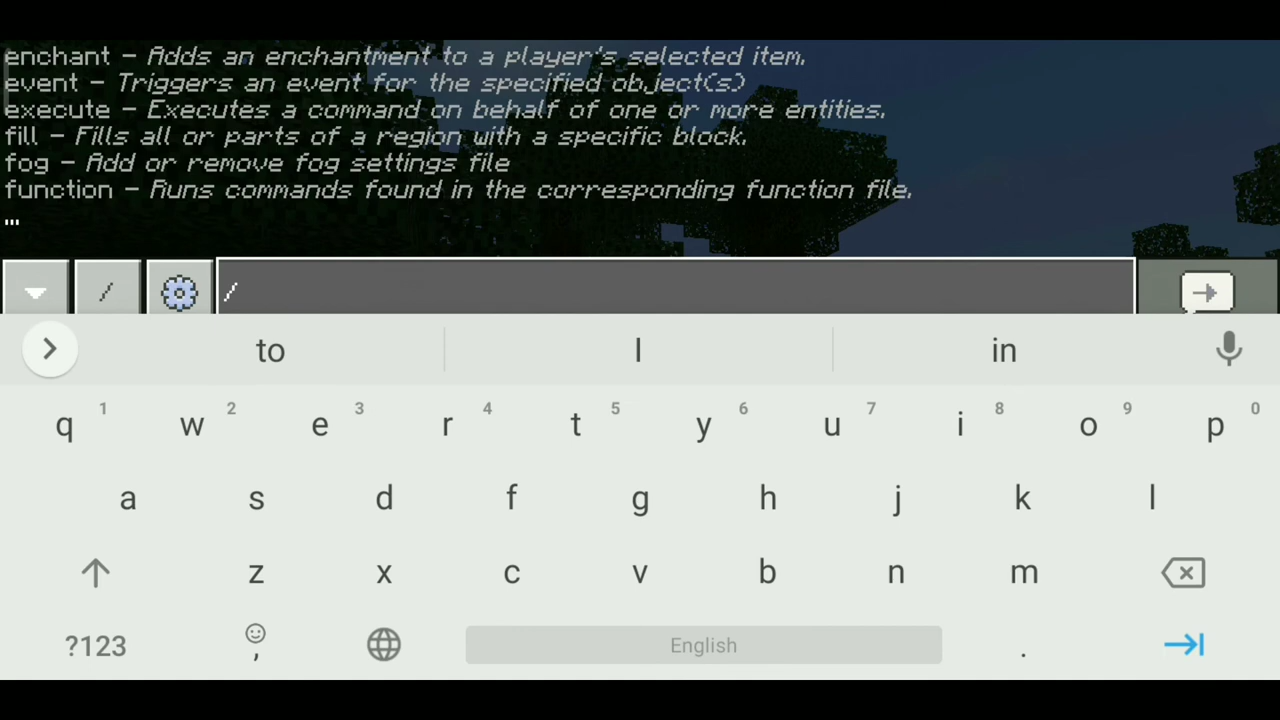 enchant – Adds an enchantment to a player's selected item.
event – Triggers an event for the specified object(s)
execute – Executes a command on behalf of one or more entities.
fill – Fills all or parts of a region with a specific block.
fog – Add or remove fog settings file
function – Runs commands found in the corresponding function file.
...
/ /
to I in
q 1 w 2 e 3 r 4 t 5 y 6 u 7 i 8 o 9 p 0
a s d f g h j k l
z x c v b n m
?123 , English .